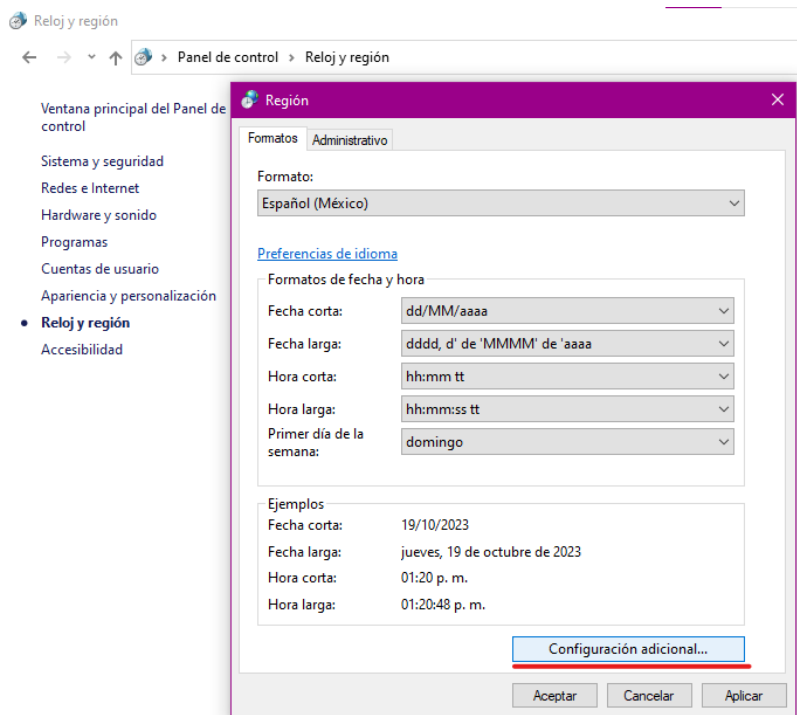 Reloj y región
Panel de control > Reloj y región
Ventana principal del Panel de
control
Sistema y seguridad
Redes e Internet
Hardware y sonido
Programas
Cuentas de usuario
Apariencia y personalización
Reloj y región
Accesibilidad
Región
Formatos Administrativo
Formato:
Español (México)
Preferencias de idioma
Formatos de fecha y hora
Fecha corta: dd/MM/aaaa
Fecha larga: dddd, d' de 'MMMM' de 'aaaa
Hora corta: hh:mm tt
Hora larga: hh:mm:ss tt
Primer día de la
semana: domingo
Ejemplos
Fecha corta: 19/10/2023
Fecha larga: jueves, 19 de octubre de 2023
Hora corta: 01:20 p. m.
Hora larga: 01:20:48 p. m.
Configuración adicional...
Aceptar Cancelar Aplicar